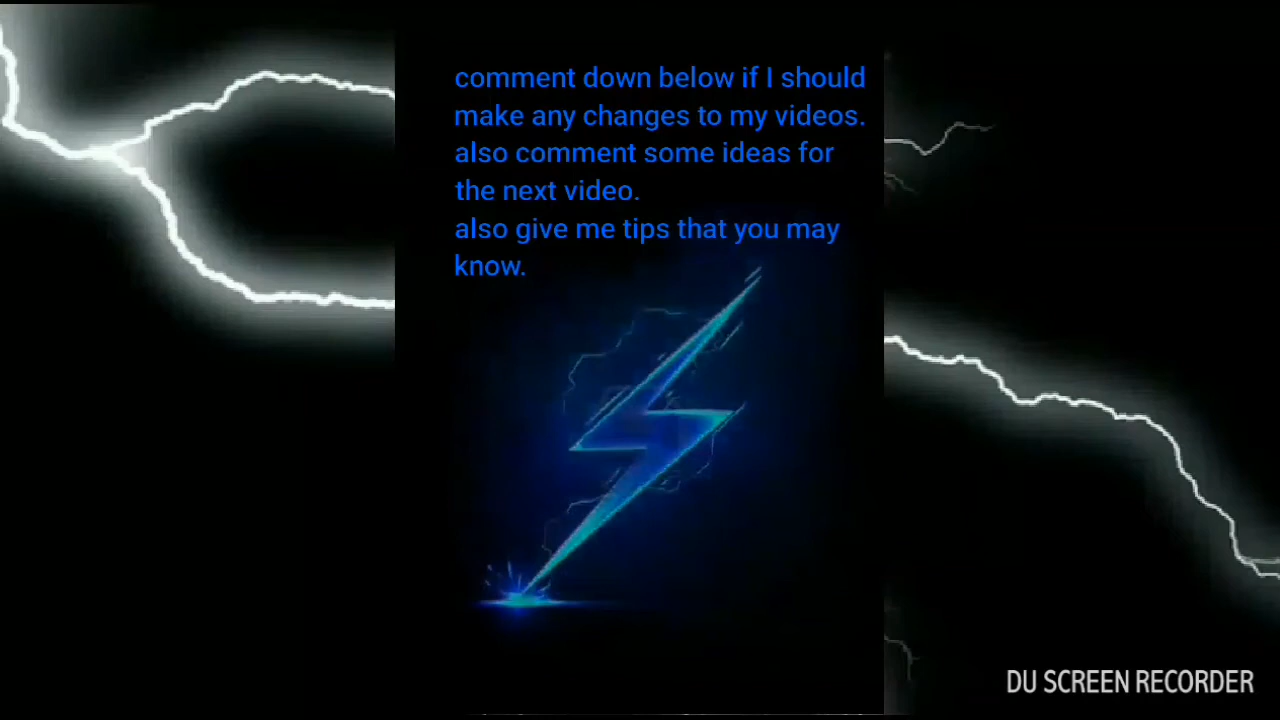 comment down below if I should
make any changes to my videos.
also comment some ideas for
the next video.
also give me tips that you may
know.
DU SCREEN RECORDER